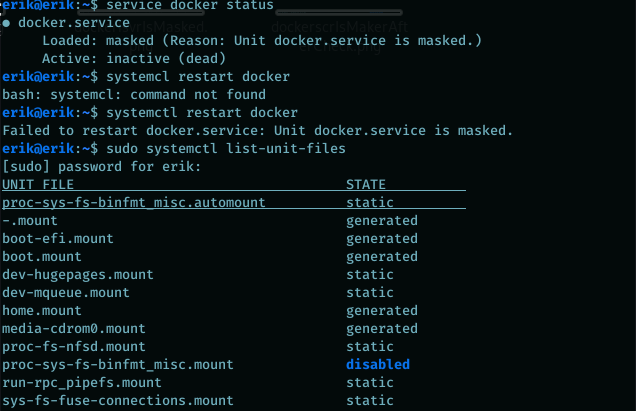 erik@erik:~$ service docker status
● docker.service
Loaded: masked (Reason: Unit docker.service is masked.)
Active: inactive (dead)
erik@erik:~$ systemcl restart docker
bash: systemcl: command not found
erik@erik:~$ systemctl restart docker
Failed to restart docker.service: Unit docker.service is masked.
erik@erik:~$ sudo systemctl list-unit-files
[sudo] password for erik:
UNIT FILE STATE
proc-sys-fs-binfmt_misc.automount static
-.mount generated
boot-efi.mount generated
boot.mount generated
dev-hugepages.mount static
dev-mqueue.mount static
home.mount generated
media-cdrom0.mount generated
proc-fs-nfsd.mount static
proc-sys-fs-binfmt_misc.mount disabled
run-rpc_pipefs.mount static
sys-fs-fuse-connections.mount static